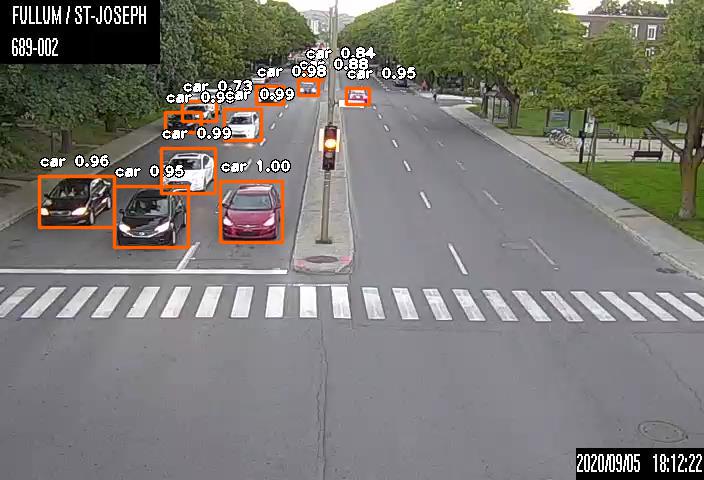 FULLUM / ST-JOSEPH
689-002
car 0.84
car 0.88
car 0.98
car 0.95
car 0.73
car 0.99
car 0.99
car 0.96
car 0.95
car 1.00
2020/09/05 18:12:22